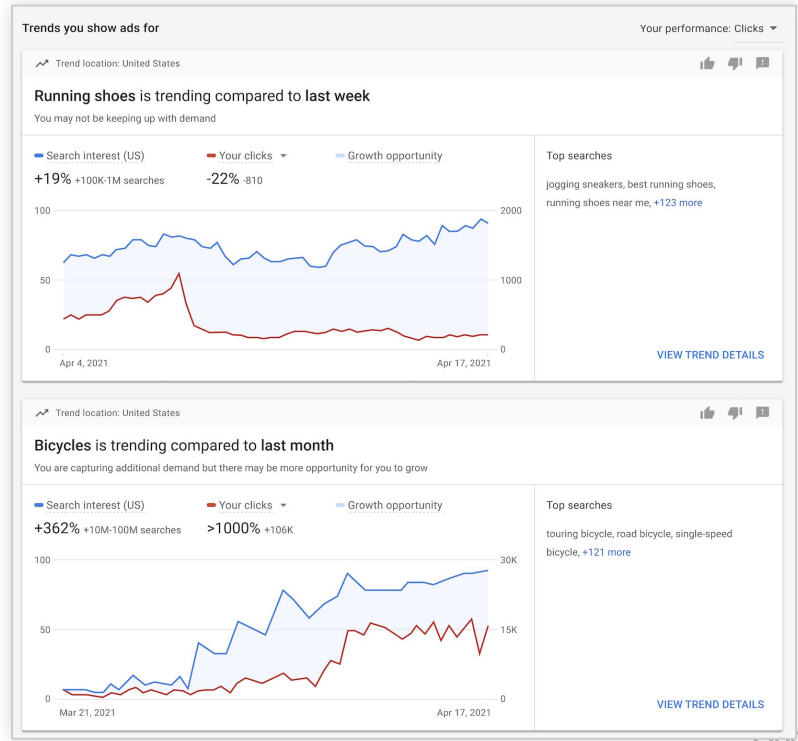 Trends you show ads for
Your performance: Clicks
Trend location: United States
Running shoes is trending compared to last week
You may not be keeping up with demand
Search interest (US)
Your clicks
Growth opportunity
+19% +100K-1M searches
-22% -810
Top searches
jogging sneakers, best running shoes,
running shoes near me, +123 more
100
2000
50
1000
0
0
Apr 4, 2021
Apr 17, 2021
VIEW TREND DETAILS
Trend location: United States
Bicycles is trending compared to last month
You are capturing additional demand but there may be more opportunity for you to grow
Search interest (US)
Your clicks
Growth opportunity
+362% +10M-100M searches
>1000% +106K
Top searches
touring bicycle, road bicycle, single-speed
bicycle, +121 more
100
30K
50
15K
0
0
Mar 21, 2021
Apr 17, 2021
VIEW TREND DETAILS